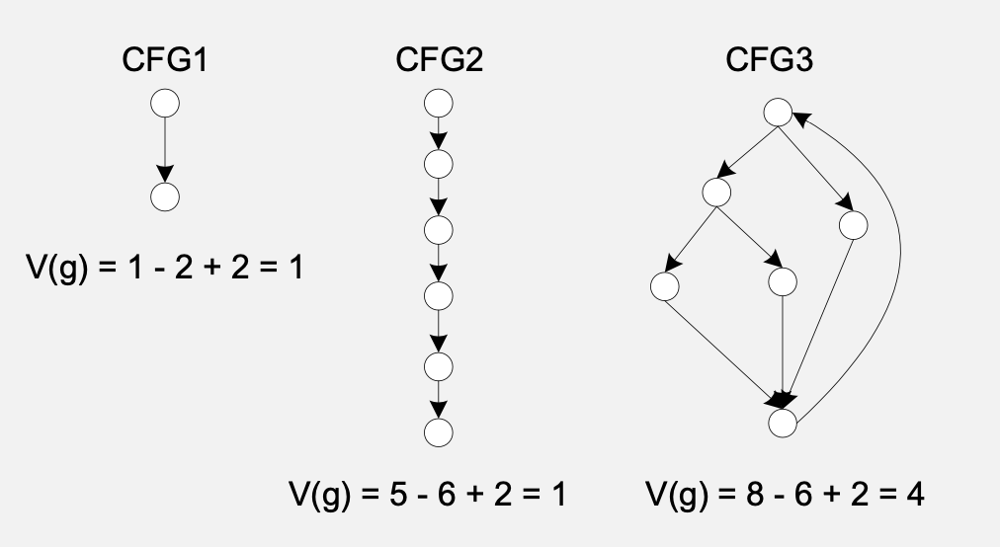 CFG1
CFG2
CFG3
V(g) = 1 - 2 + 2 = 1
V(g) = 5 - 6 + 2 = 1
V(g) = 8 - 6 + 2 = 4